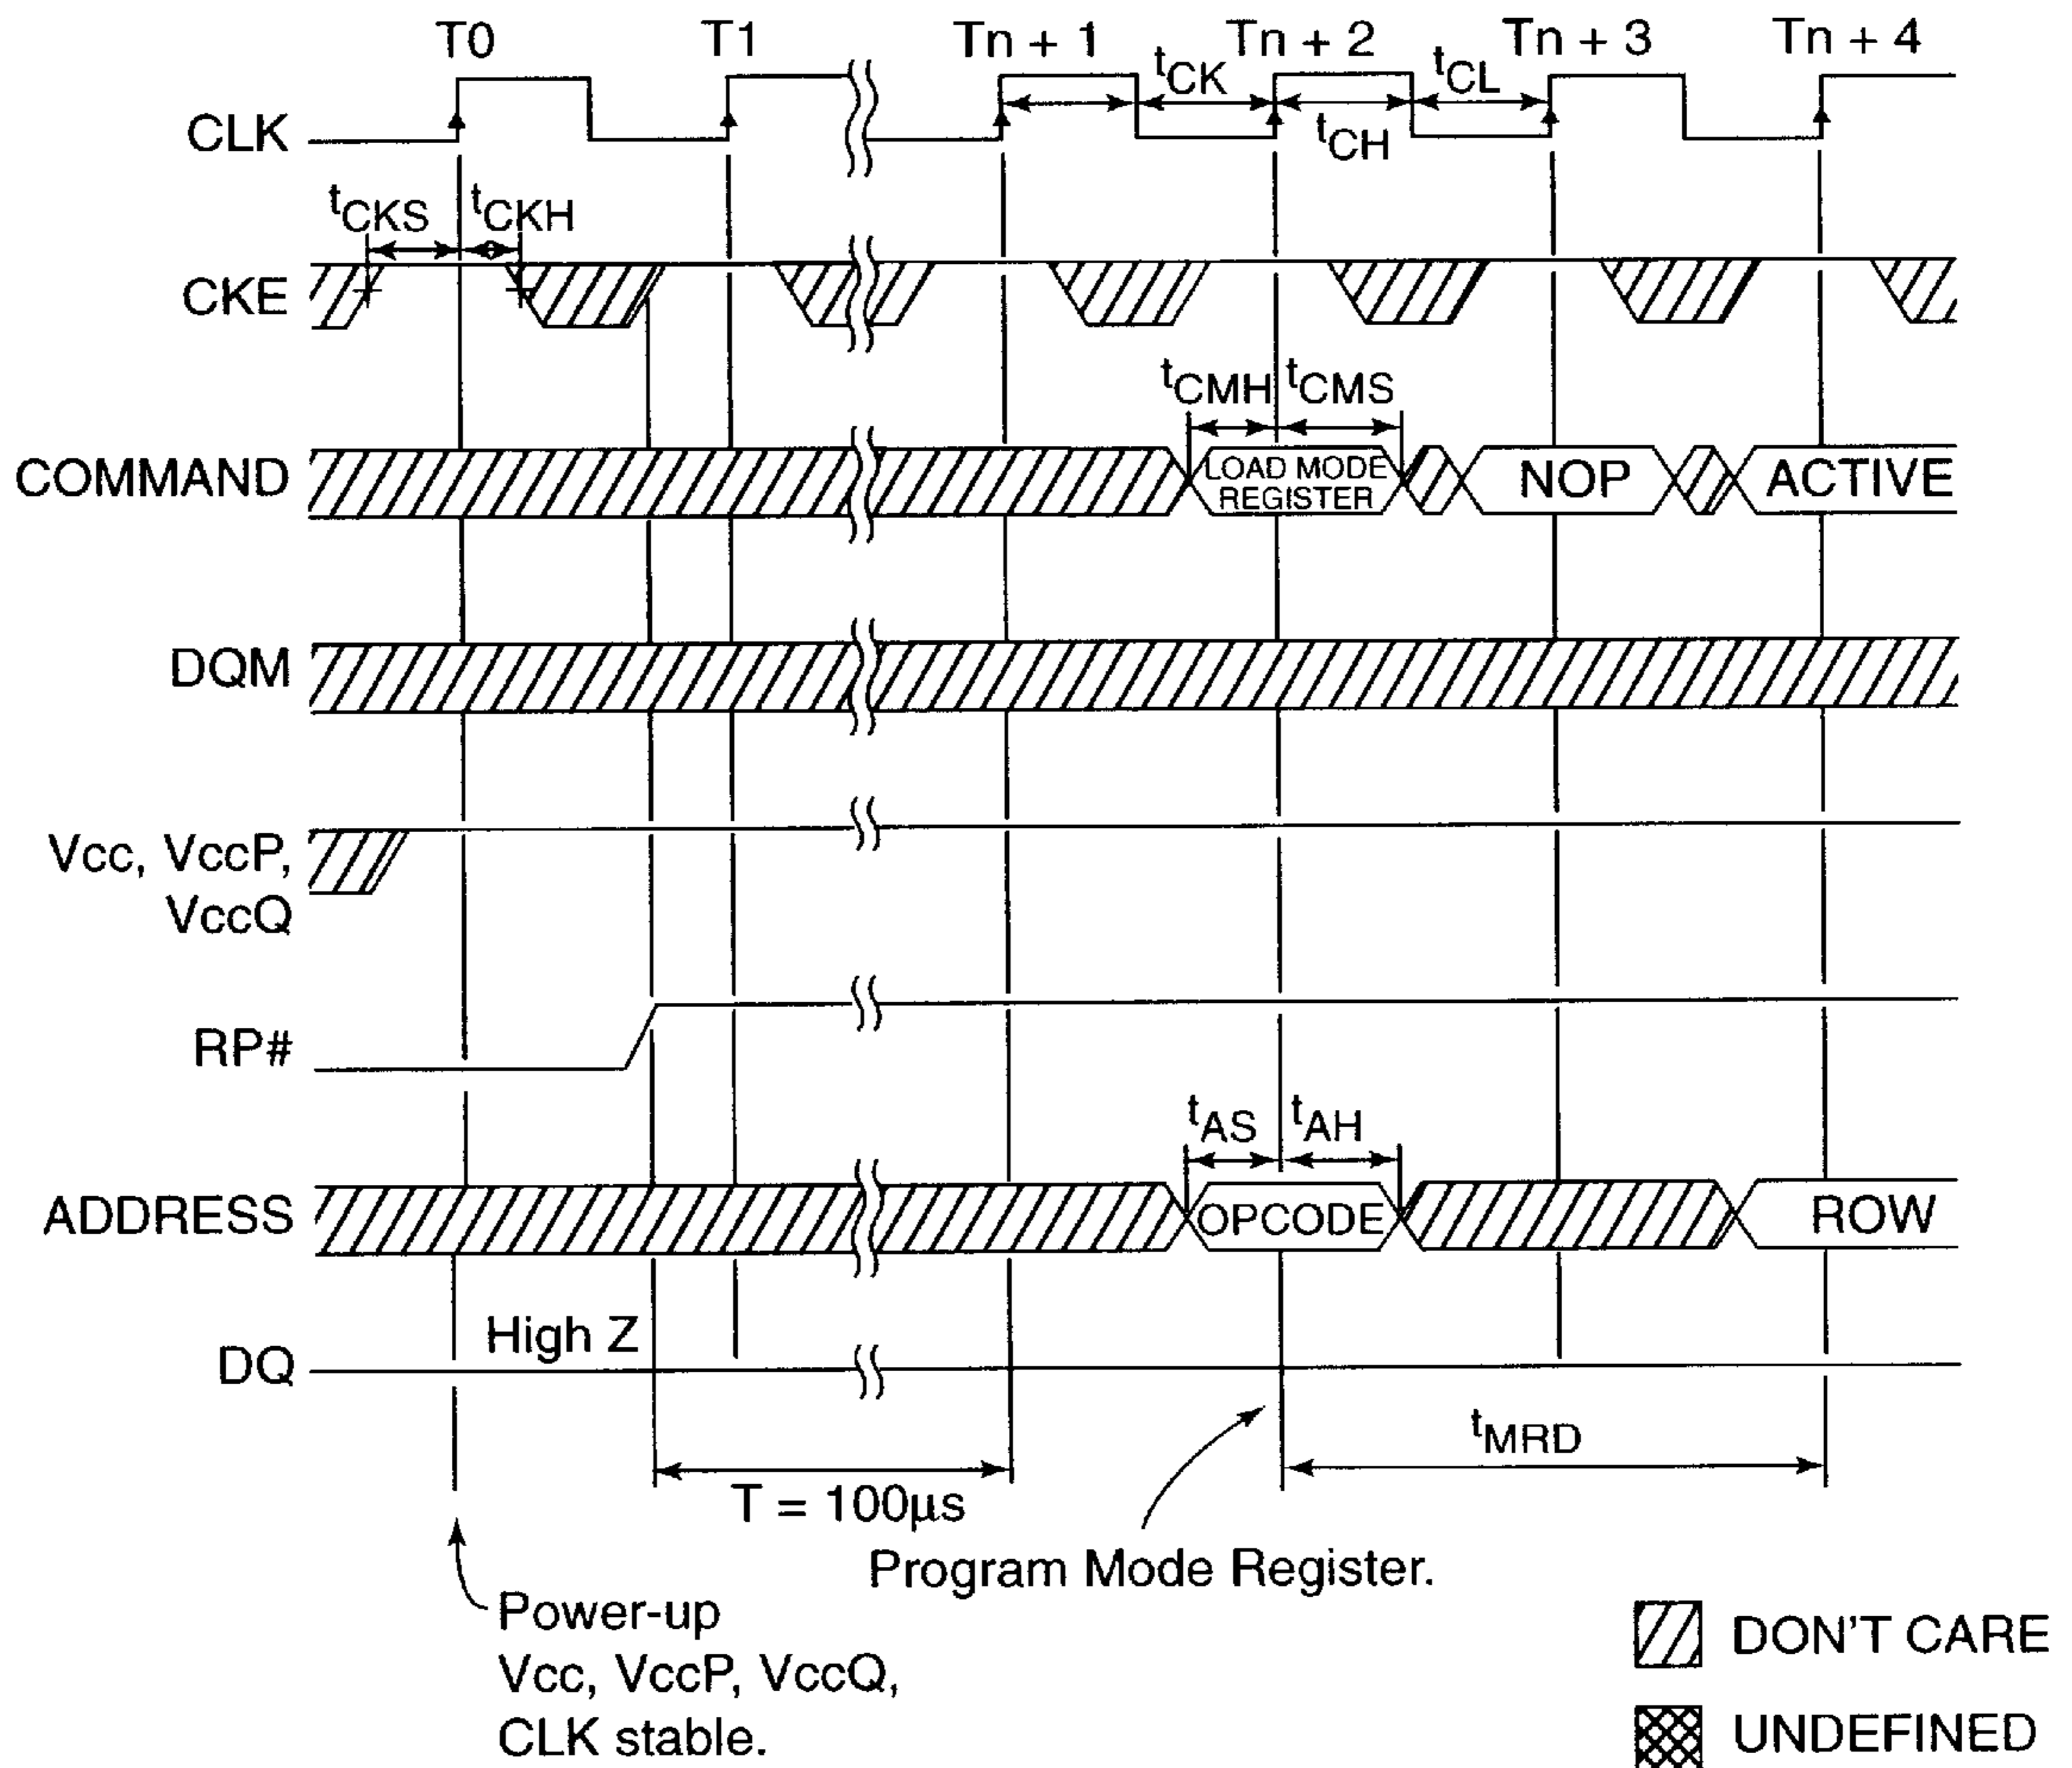 T0 T1 Tn + 1 Tn + 2 Tn + 3 Tn + 4
tCK tCL
CLK
tCH
tCKS tCKH
CKE
tCMH tCMS
COMMAND LOAD MODE REGISTER NOP ACTIVE
DQM
Vcc, VccP,
VccQ
RP#
tAS tAH
ADDRESS OPCODE ROW
High Z
DQ
tMRD
T = 100µs
Program Mode Register.
Power-up
Vcc, VccP, VccQ,
CLK stable.
DON'T CARE
UNDEFINED